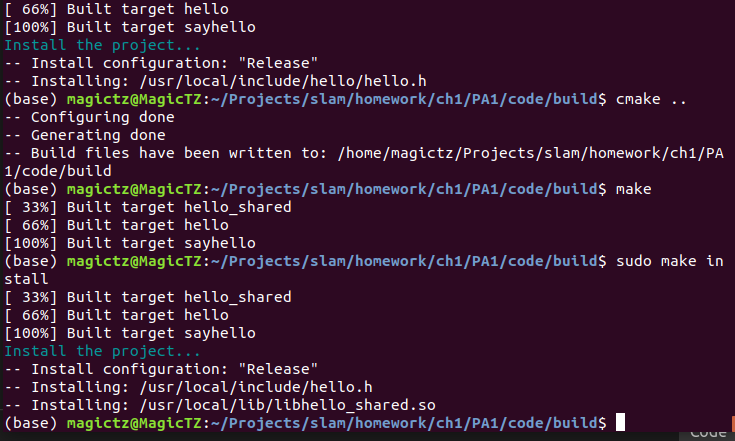 [ 66%] Built target hello
[100%] Built target sayhello
Install the project...
-- Install configuration: "Release"
-- Installing: /usr/local/include/hello/hello.h
(base) magictz@MagicTZ:~/Projects/slam/homework/ch1/PA1/code/build$ cmake ..
-- Configuring done
-- Generating done
-- Build files have been written to: /home/magictz/Projects/slam/homework/ch1/PA
1/code/build
(base) magictz@MagicTZ:~/Projects/slam/homework/ch1/PA1/code/build$ make
[ 33%] Built target hello_shared
[ 66%] Built target hello
[100%] Built target sayhello
(base) magictz@MagicTZ:~/Projects/slam/homework/ch1/PA1/code/build$ sudo make in
stall
[ 33%] Built target hello_shared
[ 66%] Built target hello
[100%] Built target sayhello
Install the project...
-- Install configuration: "Release"
-- Installing: /usr/local/include/hello.h
-- Installing: /usr/local/lib/libhello_shared.so
(base) magictz@MagicTZ:~/Projects/slam/homework/ch1/PA1/code/build$
Code